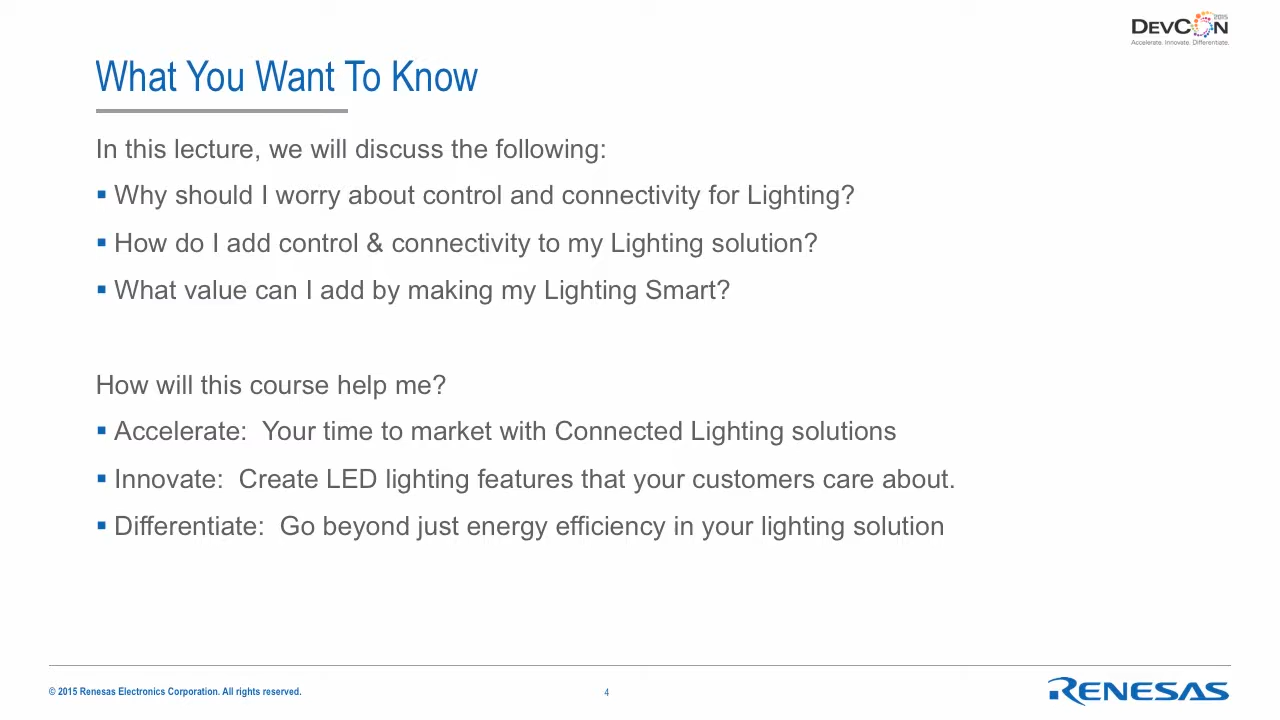 DEVCON 2015
Accelerate. Innovate. Differentiate.
What You Want To Know
In this lecture, we will discuss the following:
▪ Why should I worry about control and connectivity for Lighting?
▪ How do I add control & connectivity to my Lighting solution?
▪ What value can I add by making my Lighting Smart?
How will this course help me?
▪ Accelerate:  Your time to market with Connected Lighting solutions
▪ Innovate:  Create LED lighting features that your customers care about.
▪ Differentiate:  Go beyond just energy efficiency in your lighting solution
© 2015 Renesas Electronics Corporation. All rights reserved.
4
RENESAS